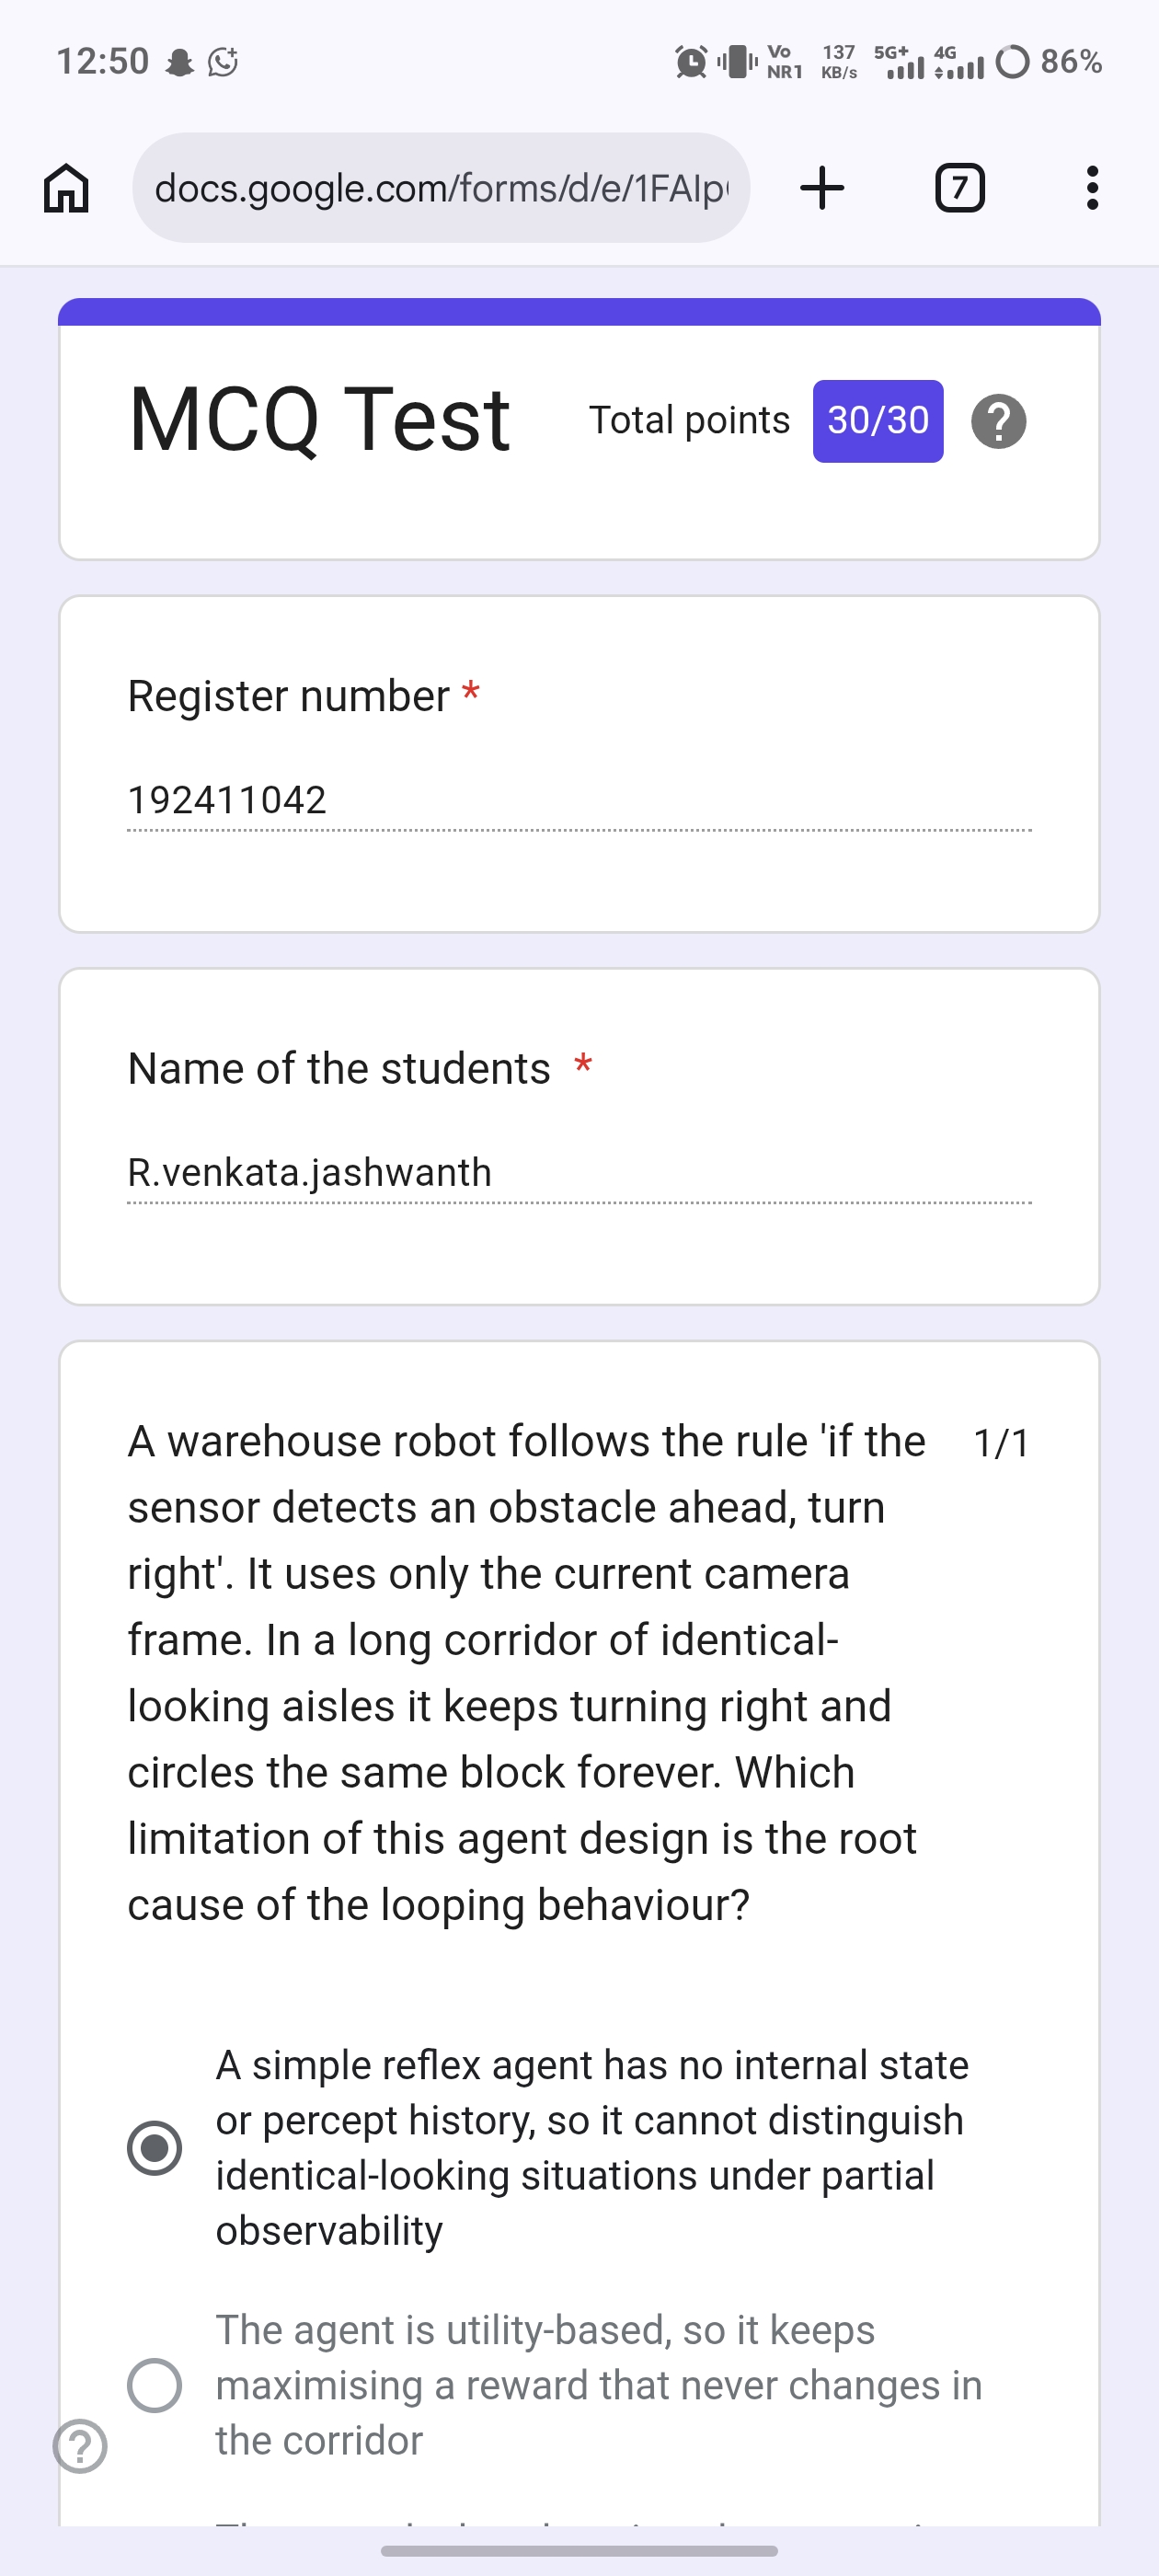 12:50
Vo
NR1
137
KB/s
5G+
4G
86%
docs.google.com/forms/d/e/1FAIp
7
MCQ Test
Total points
30/30
?
Register number *
192411042
Name of the students *
R.venkata.jashwanth
A warehouse robot follows the rule 'if the
1/1
sensor detects an obstacle ahead, turn
right'. It uses only the current camera
frame. In a long corridor of identical-
looking aisles it keeps turning right and
circles the same block forever. Which
limitation of this agent design is the root
cause of the looping behaviour?
A simple reflex agent has no internal state
or percept history, so it cannot distinguish
identical-looking situations under partial
observability
The agent is utility-based, so it keeps
maximising a reward that never changes in
the corridor
?